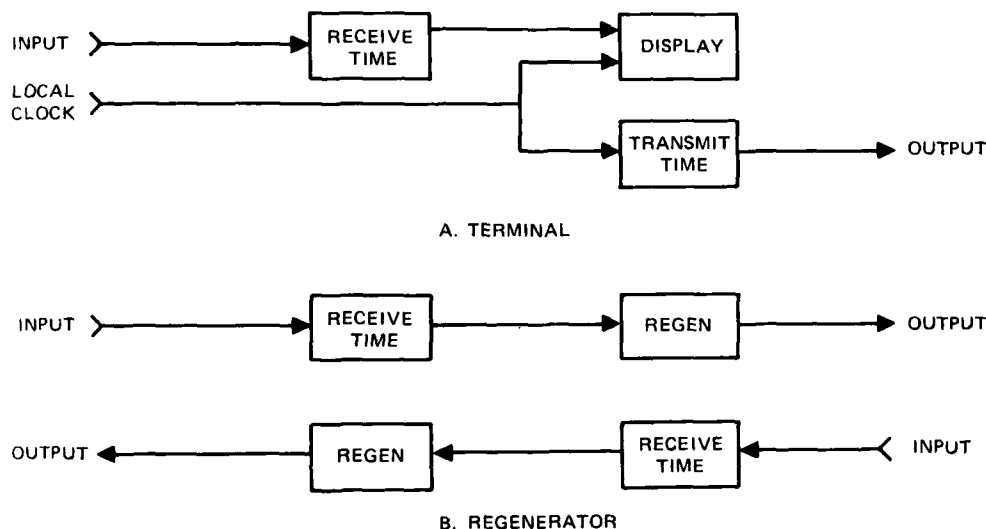 INPUT
RECEIVE
TIME
DISPLAY
LOCAL
CLOCK
TRANSMIT
TIME
OUTPUT
A. TERMINAL
INPUT
RECEIVE
TIME
REGEN
OUTPUT
OUTPUT
REGEN
RECEIVE
TIME
INPUT
B. REGENERATOR